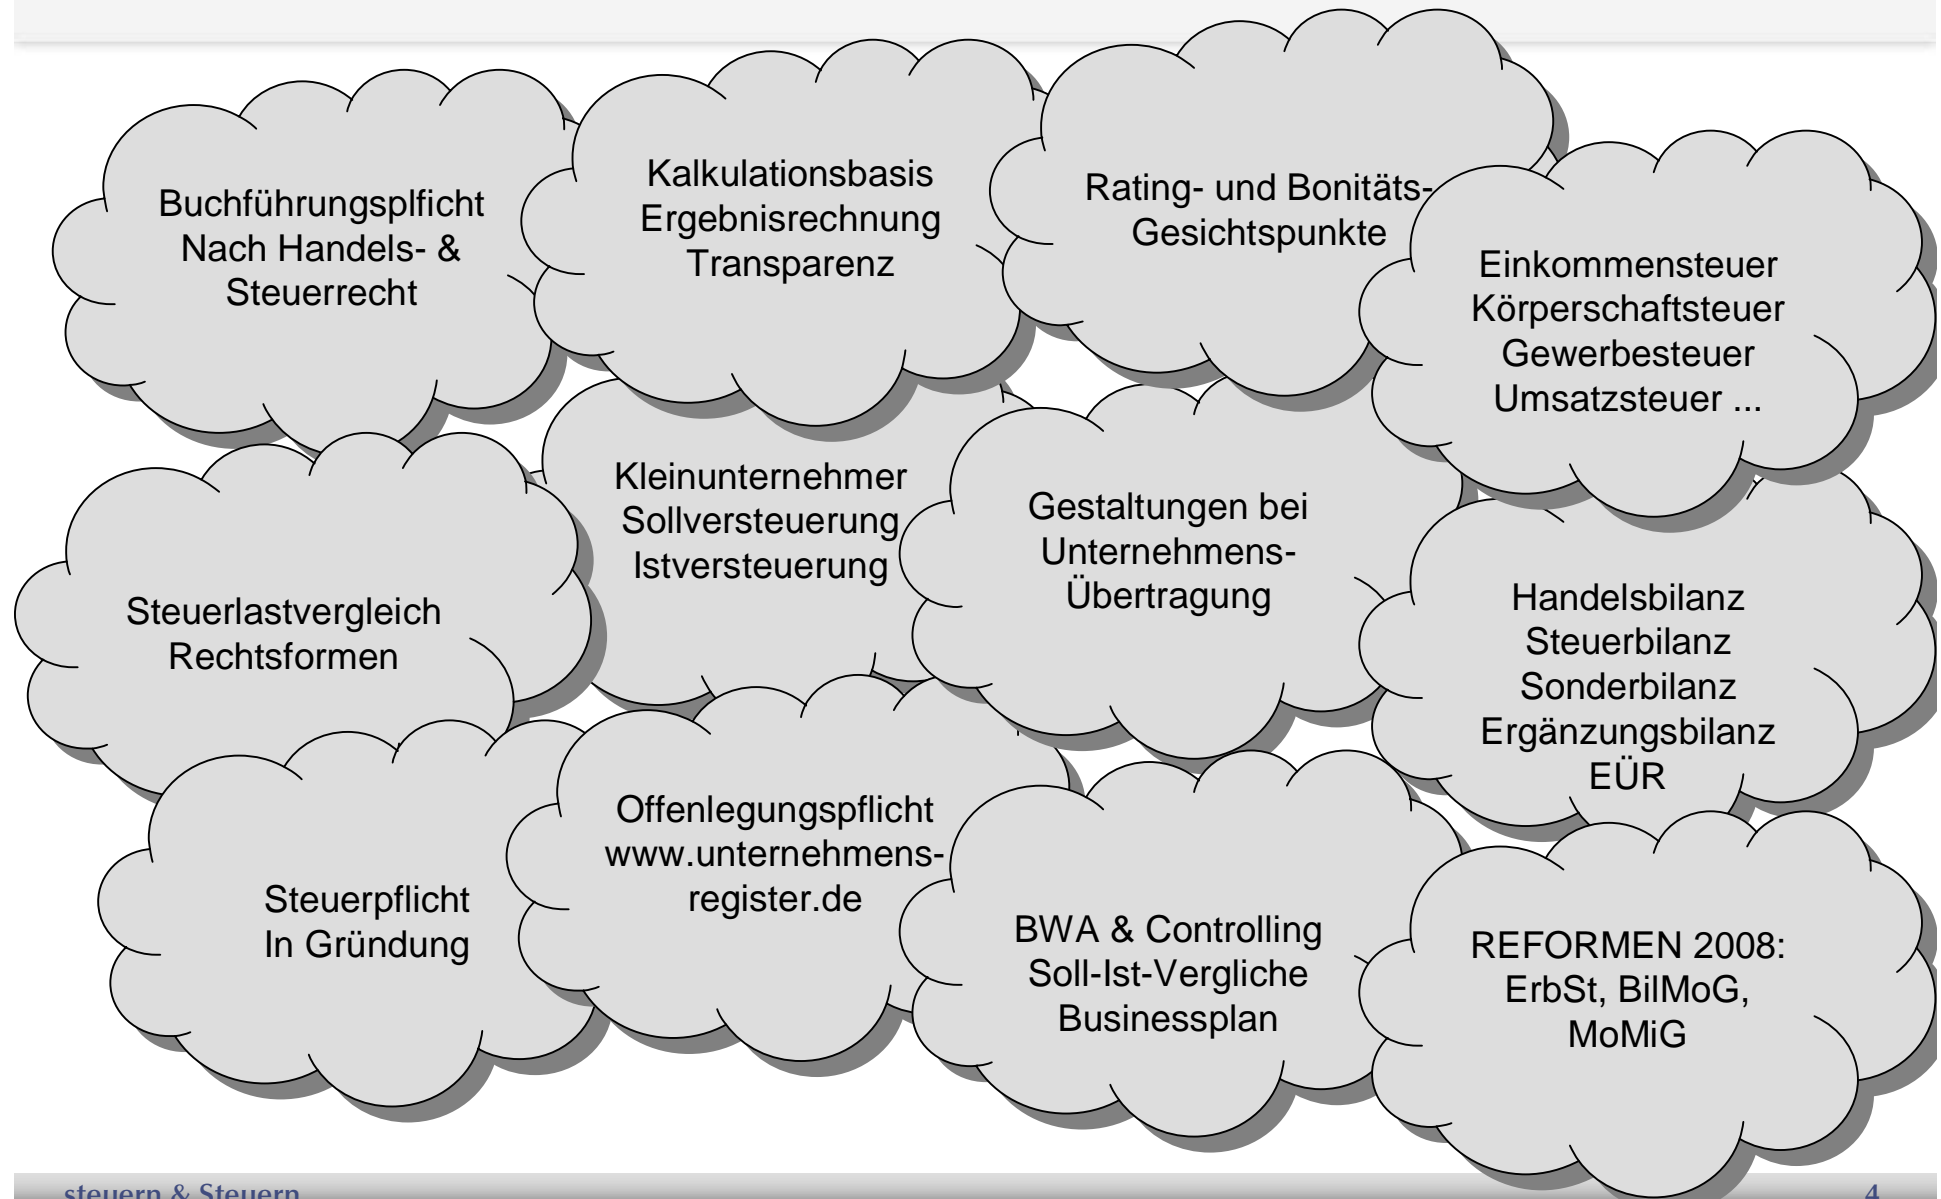 Buchführungsplficht
Nach Handels- &
Steuerrecht
Kalkulationsbasis
Ergebnisrechnung
Transparenz
Rating- und Bonitäts-
Gesichtspunkte
Einkommensteuer
Körperschaftsteuer
Gewerbesteuer
Umsatzsteuer ...
Steuerlastvergleich
Rechtsformen
Kleinunternehmer
Sollversteuerung
Istversteuerung
Gestaltungen bei
Unternehmens-
Übertragung
Handelsbilanz
Steuerbilanz
Sonderbilanz
Ergänzungsbilanz
EÜR
Steuerpflicht
In Gründung
Offenlegungspflicht
www.unternehmens-
register.de
BWA & Controlling
Soll-Ist-Vergliche
Businessplan
REFORMEN 2008:
ErbSt, BilMoG,
MoMiG
steuern & Steuern
4